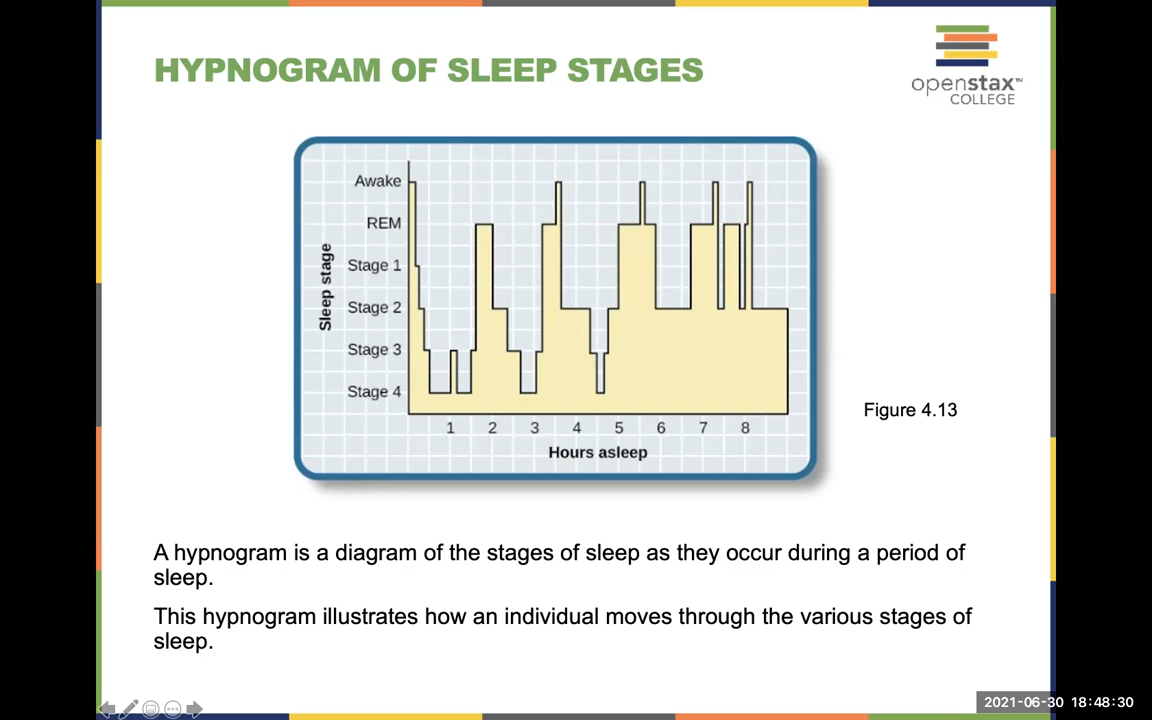 HYPNOGRAM OF SLEEP STAGES
openstax™
COLLEGE
Awake
REM
Stage 1
Stage 2
Stage 3
Stage 4
Sleep stage
1 2 3 4 5 6 7 8
Hours asleep
Figure 4.13
A hypnogram is a diagram of the stages of sleep as they occur during a period of
sleep.
This hypnogram illustrates how an individual moves through the various stages of
sleep.
2021-06-30 18:48:30